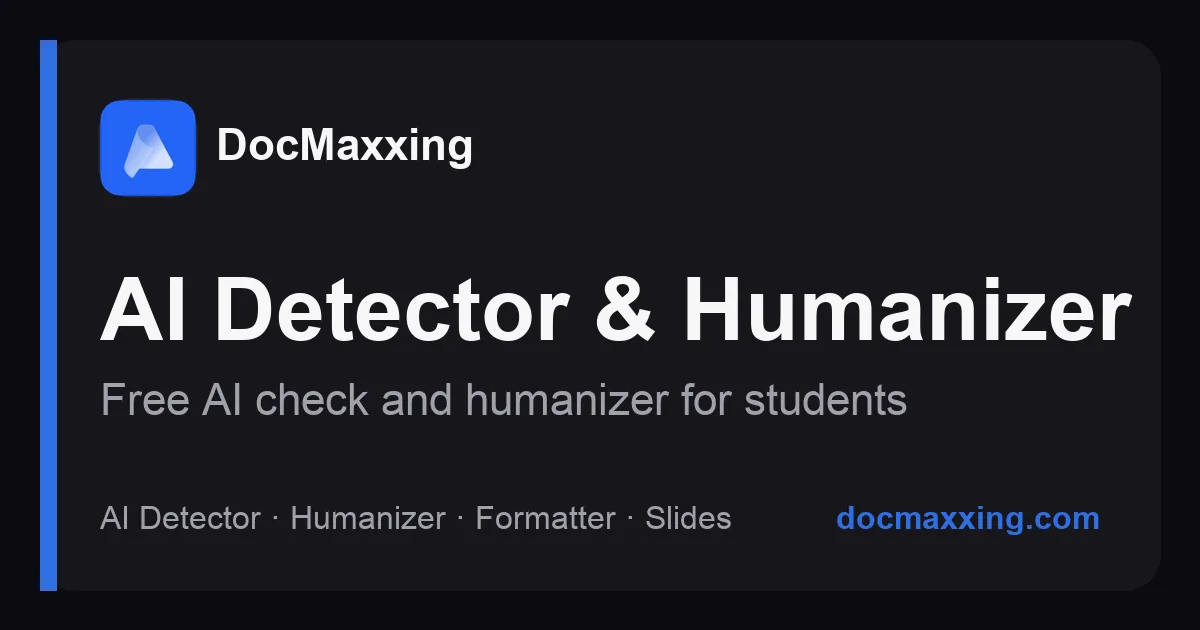 DocMaxxing
AI Detector & Humanizer
Free AI check and humanizer for students
AI Detector · Humanizer · Formatter · Slides
docmaxxing.com